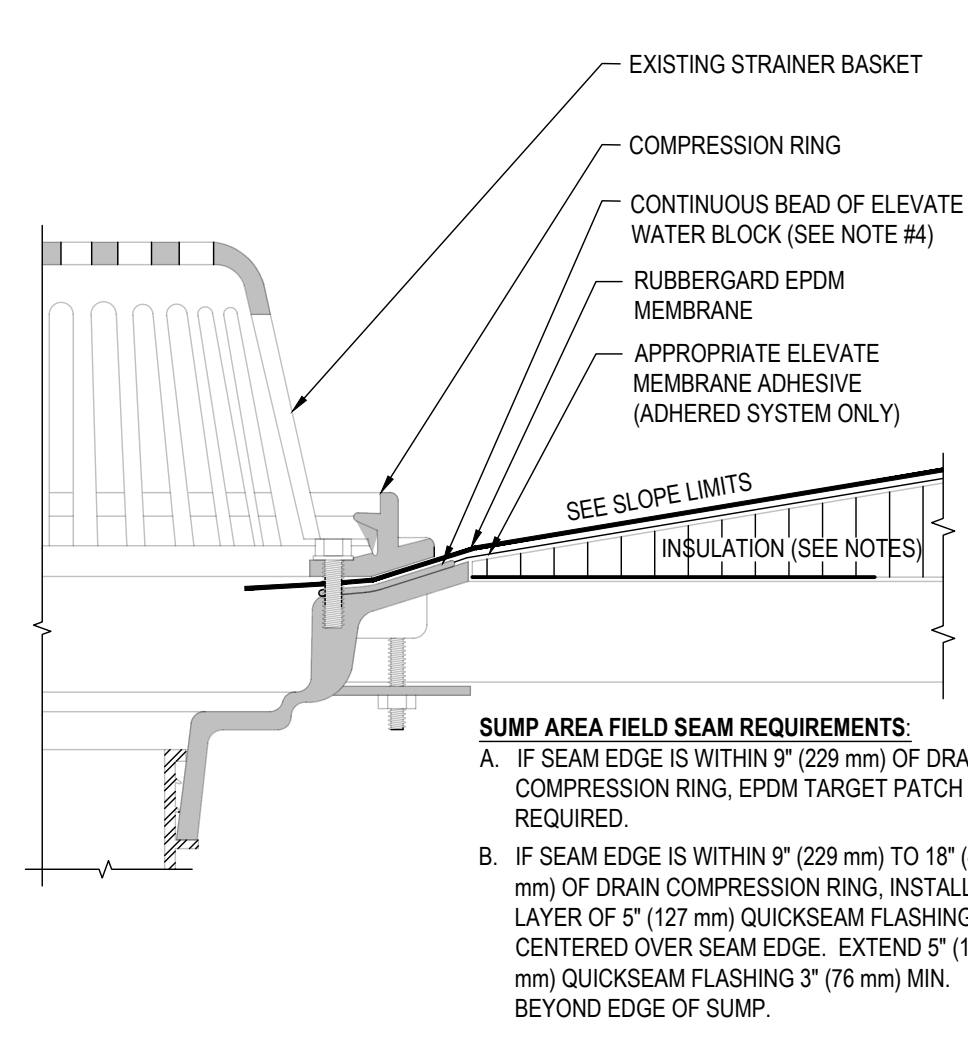 EXISTING STRAINER BASKET
COMPRESSION RING
CONTINUOUS BEAD OF ELEVATE
WATER BLOCK (SEE NOTE #4)
RUBBERGARD EPDM
MEMBRANE
APPROPRIATE ELEVATE
MEMBRANE ADHESIVE
(ADHERED SYSTEM ONLY)
SEE SLOPE LIMITS
INSULATION (SEE NOTES)
SUMP AREA FIELD SEAM REQUIREMENTS:
A. IF SEAM EDGE IS WITHIN 9" (229 mm) OF
COMPRESSION RING, EPDM TARGET PATCH
REQUIRED.
B. IF SEAM EDGE IS WITHIN 9" (229 mm) TO 18"
mm) OF DRAIN COMPRESSION RING, INSTALL
LAYER OF 5" (127 mm) QUICKSEAM FLASHING
CENTERED OVER SEAM EDGE. EXTEND 5"
mm) QUICKSEAM FLASHING 3" (76 mm) MIN.
BEYOND EDGE OF SUMP.